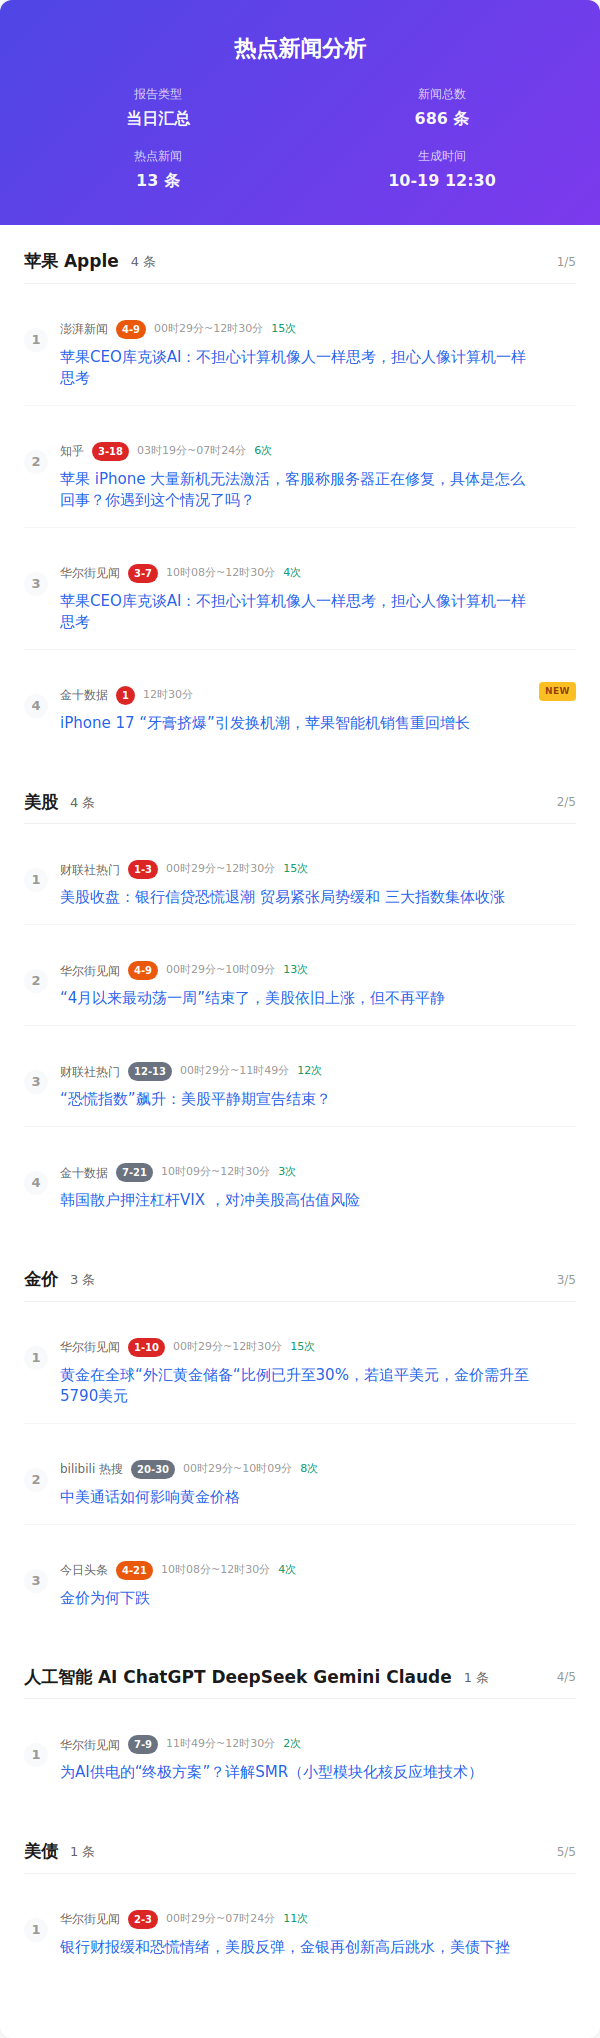 热点新闻分析
报告类型
新闻总数
当日汇总
686 条
热点新闻
生成时间
13 条
10-19 12:30
苹果 Apple 4 条 1/5
1
澎湃新闻 4-9 00时29分~12时30分 15次
苹果CEO库克谈AI：不担心计算机像人一样思考，担心人像计算机一样
思考
2
知乎 3-18 03时19分~07时24分 6次
苹果 iPhone 大量新机无法激活，客服称服务器正在修复，具体是怎么
回事？你遇到这个情况了吗？
3
华尔街见闻 3-7 10时08分~12时30分 4次
苹果CEO库克谈AI：不担心计算机像人一样思考，担心人像计算机一样
思考
4
金十数据 1 12时30分 NEW
iPhone 17 “牙膏挤爆”引发换机潮，苹果智能机销售重回增长
美股 4 条 2/5
1
财联社热门 1-3 00时29分~12时30分 15次
美股收盘：银行信贷恐慌退潮 贸易紧张局势缓和 三大指数集体收涨
2
华尔街见闻 4-9 00时29分~10时09分 13次
“4月以来最动荡一周”结束了，美股依旧上涨，但不再平静
3
财联社热门 12-13 00时29分~11时49分 12次
“恐慌指数”飙升：美股平静期宣告结束？
4
金十数据 7-21 10时09分~12时30分 3次
韩国散户押注杠杆VIX ，对冲美股高估值风险
金价 3 条 3/5
1
华尔街见闻 1-10 00时29分~12时30分 15次
黄金在全球“外汇黄金储备“比例已升至30%，若追平美元，金价需升至
5790美元
2
bilibili 热搜 20-30 00时29分~10时09分 8次
中美通话如何影响黄金价格
3
今日头条 4-21 10时08分~12时30分 4次
金价为何下跌
人工智能 AI ChatGPT DeepSeek Gemini Claude 1 条 4/5
1
华尔街见闻 7-9 11时49分~12时30分 2次
为AI供电的“终极方案”？详解SMR（小型模块化核反应堆技术）
美债 1 条 5/5
1
华尔街见闻 2-3 00时29分~07时24分 11次
银行财报缓和恐慌情绪，美股反弹，金银再创新高后跳水，美债下挫